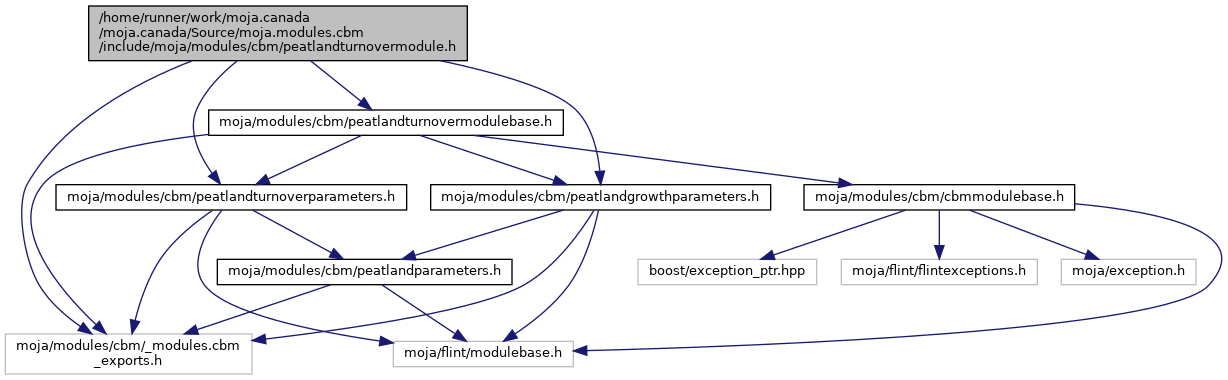 /home/runner/work/moja.canada
/moja.canada/Source/moja.modules.cbm
/include/moja/modules/cbm/peatlandturnovermodule.h
moja/modules/cbm/peatlandturnovermodulebase.h
moja/modules/cbm/peatlandturnoverparameters.h
moja/modules/cbm/peatlandgrowthparameters.h
moja/modules/cbm/cbmmodulebase.h
moja/modules/cbm/peatlandparameters.h
boost/exception_ptr.hpp
moja/flint/flintexceptions.h
moja/exception.h
moja/modules/cbm/_modules.cbm
_exports.h
moja/flint/modulebase.h